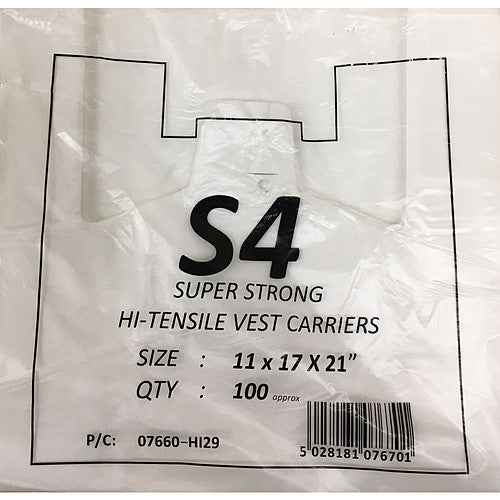 S4
SUPER STRONG
HI-TENSILE VEST CARRIERS
SIZE : 11 x 17 X 21”
QTY : 100 approx
P/C: 07660-HI29
5 028181 076701